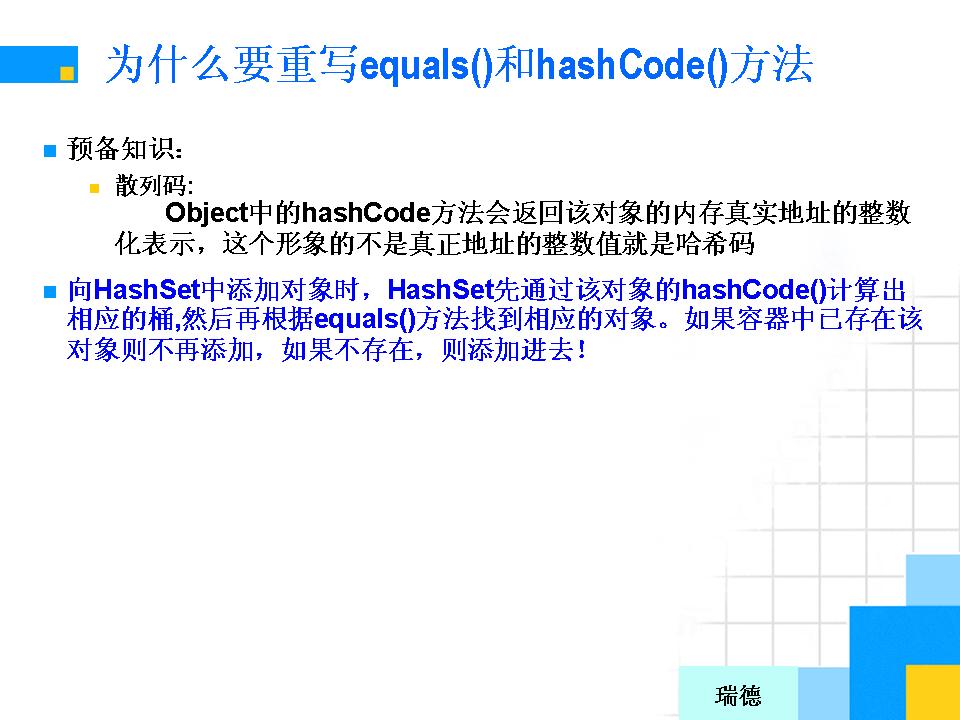 为什么要重写equals()和hashCode()方法
预备知识：
散列码:
Object中的hashCode方法会返回该对象的内存真实地址的整数
化表示，这个形象的不是真正地址的整数值就是哈希码
向HashSet中添加对象时，HashSet先通过该对象的hashCode()计算出
相应的桶,然后再根据equals()方法找到相应的对象。如果容器中已存在该
对象则不再添加，如果不存在，则添加进去！
瑞德